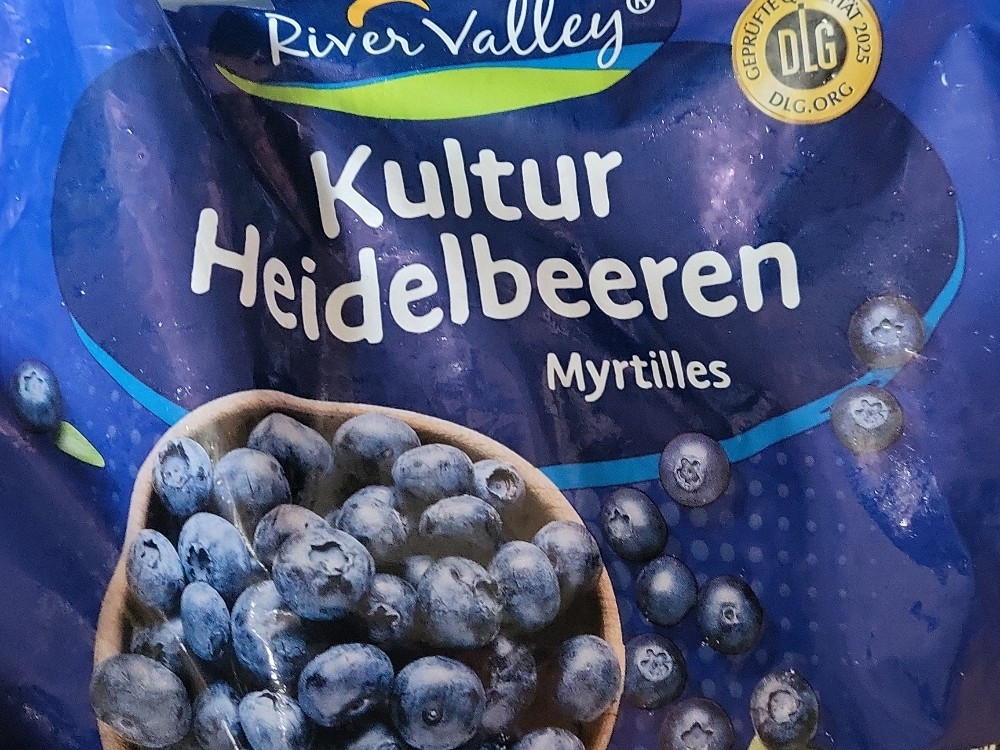 River Valley®
GEPRÜFTE QUALITÄT 2025
DLG
DLG.ORG
Kultur
Heidelbeeren
Myrtilles